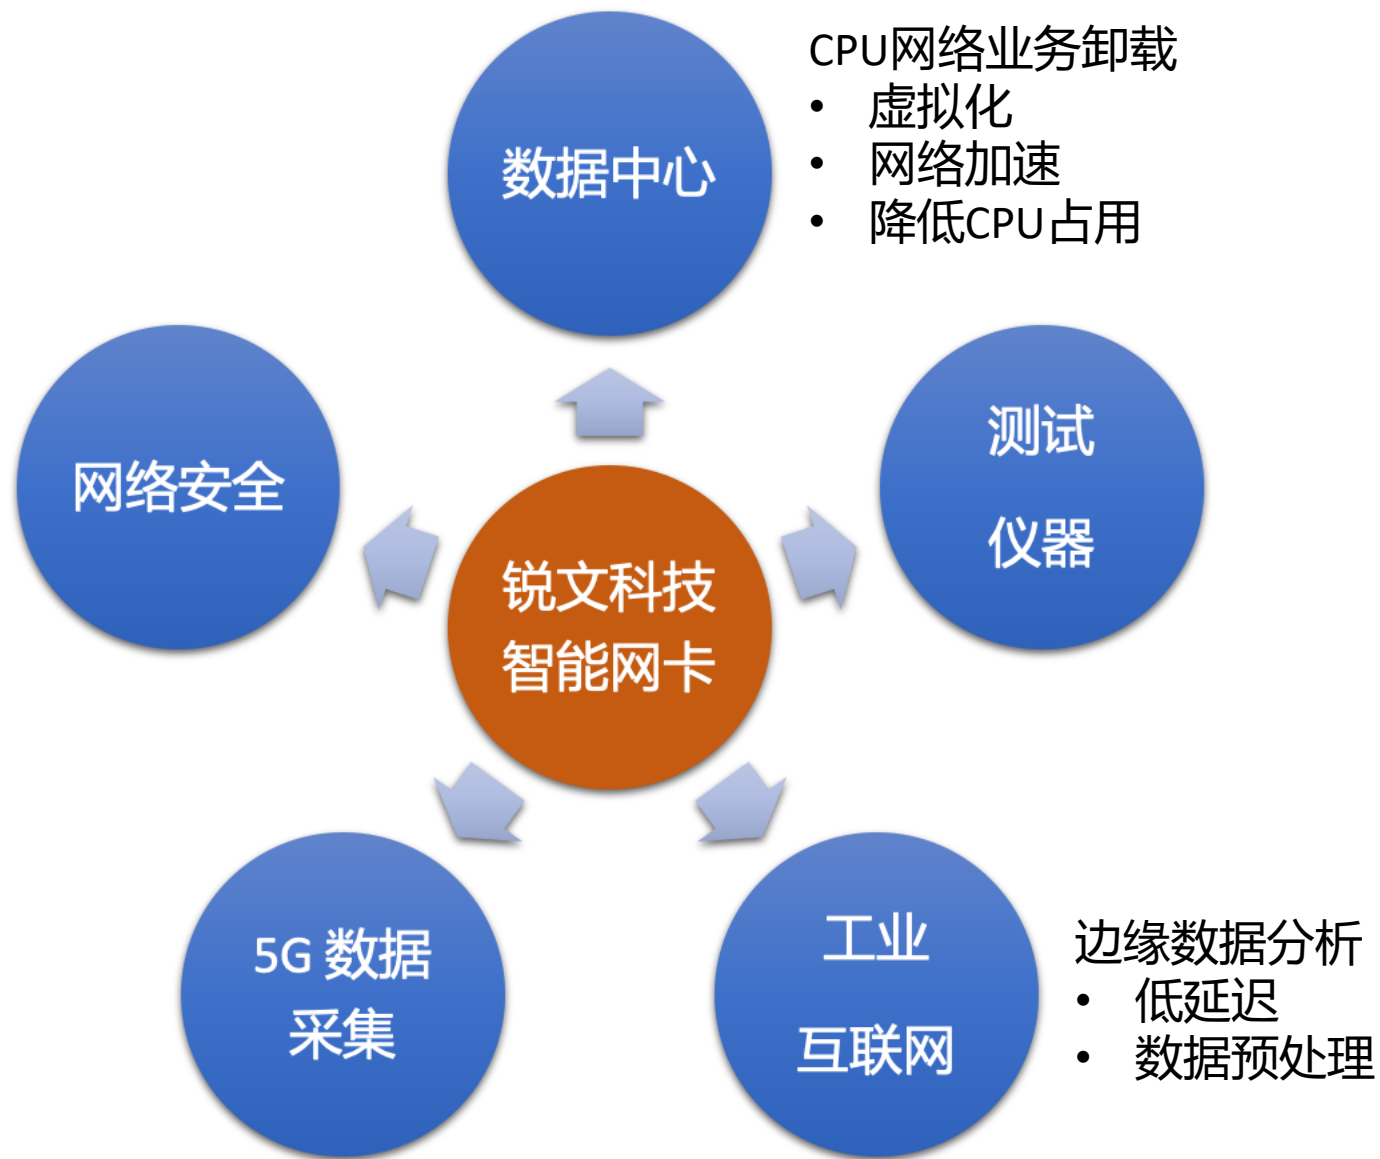 数据中心
CPU网络业务卸载
• 虚拟化
• 网络加速
• 降低CPU占用
网络安全
测试
仪器
锐文科技
智能网卡
5G 数据
采集
工业
互联网
边缘数据分析
• 低延迟
• 数据预处理